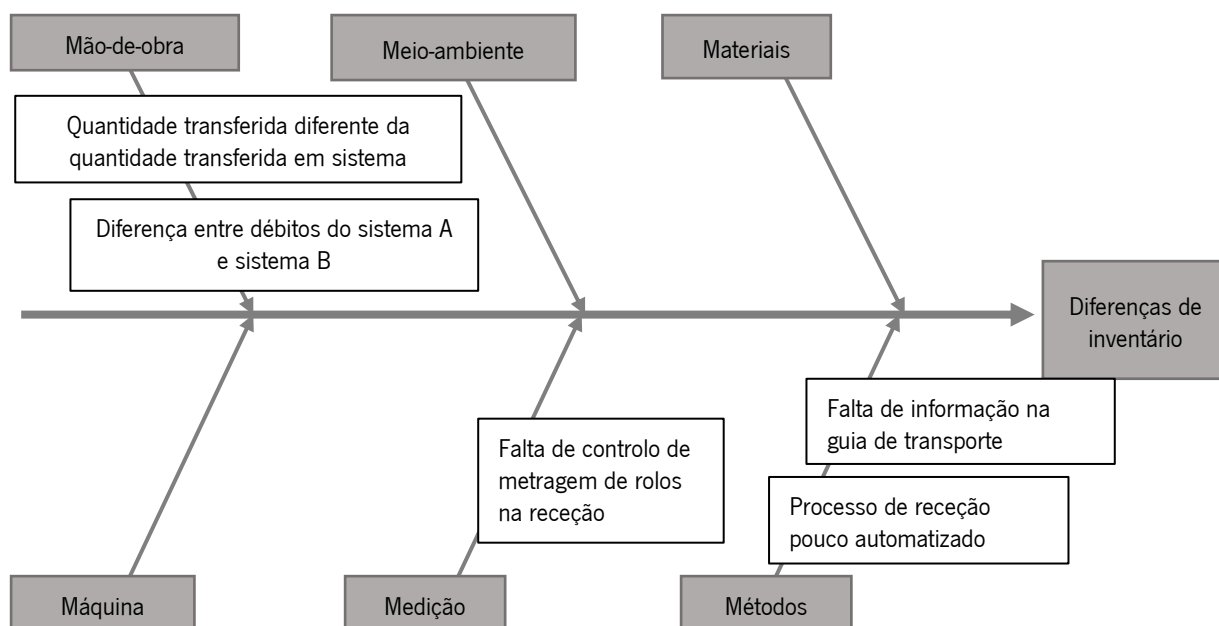 Mão-de-obra
Meio-ambiente
Materiais
Quantidade transferida diferente da
quantidade transferida em sistema
Diferença entre débitos do sistema A
e sistema B
Diferenças de
inventário
Falta de informação na
guia de transporte
Falta de controlo de
metragem de rolos
na receção
Processo de receção
pouco automatizado
Máquina
Medição
Métodos